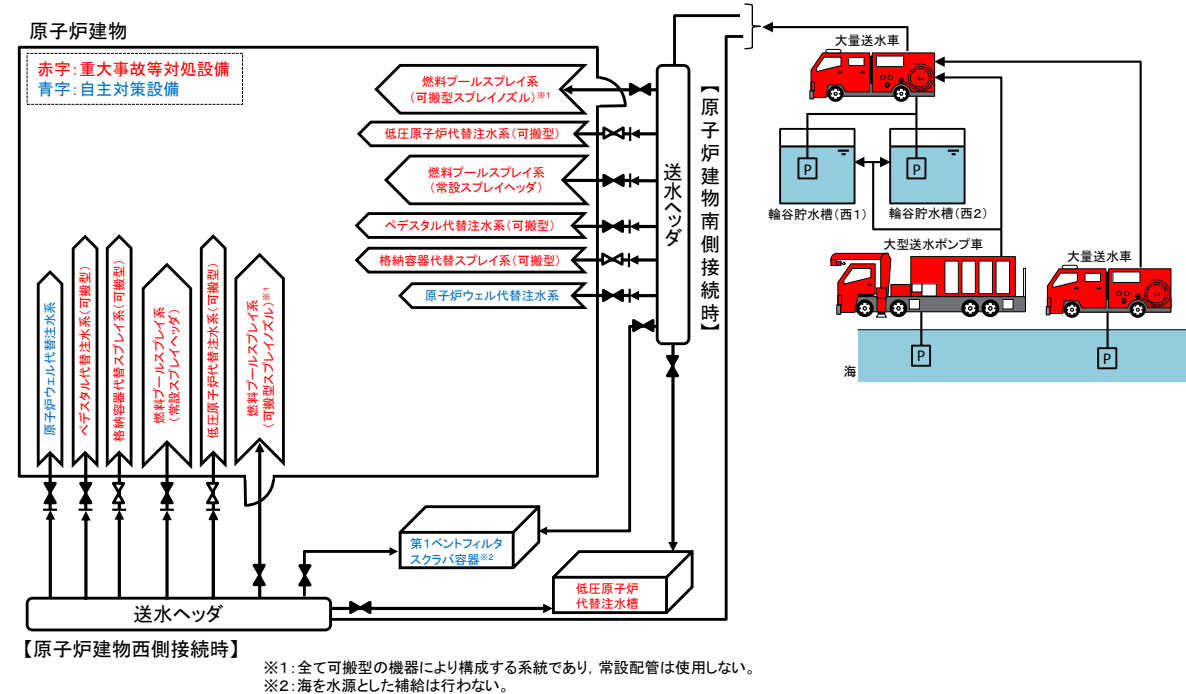 原子炉建物
赤字:重大事故等対処設備
青字:自主対策設備
燃料プールスプレイ系
(可搬型スプレイノズル)※1
低圧原子炉代替注水系(可搬型)
燃料プールスプレイ系
(常設スプレイヘッダ)
ペデスタル代替注水系(可搬型)
格納容器代替スプレイ系(可搬型)
原子炉ウェル代替注水系
送水ヘッダ
【原子炉建物南側接続時】
大量送水車
P
P
輪谷貯水槽(西1)
輪谷貯水槽(西2)
大型送水ポンプ車
大量送水車
P
P
海
原子炉ウェル代替注水系
ペデスタル代替注水系(可搬型)
格納容器代替スプレイ系(可搬型)
燃料プールスプレイ系
(常設スプレイヘッダ)
低圧原子炉代替注水系(可搬型)
燃料プールスプレイ系
(可搬型スプレイノズル)※1
第1ベントフィルタ
スクラバ容器※2
低圧原子炉
代替注水槽
送水ヘッダ
【原子炉建物西側接続時】
※1:全て可搬型の機器により構成する系統であり,常設配管は使用しない。
※2:海を水源とした補給は行わない。